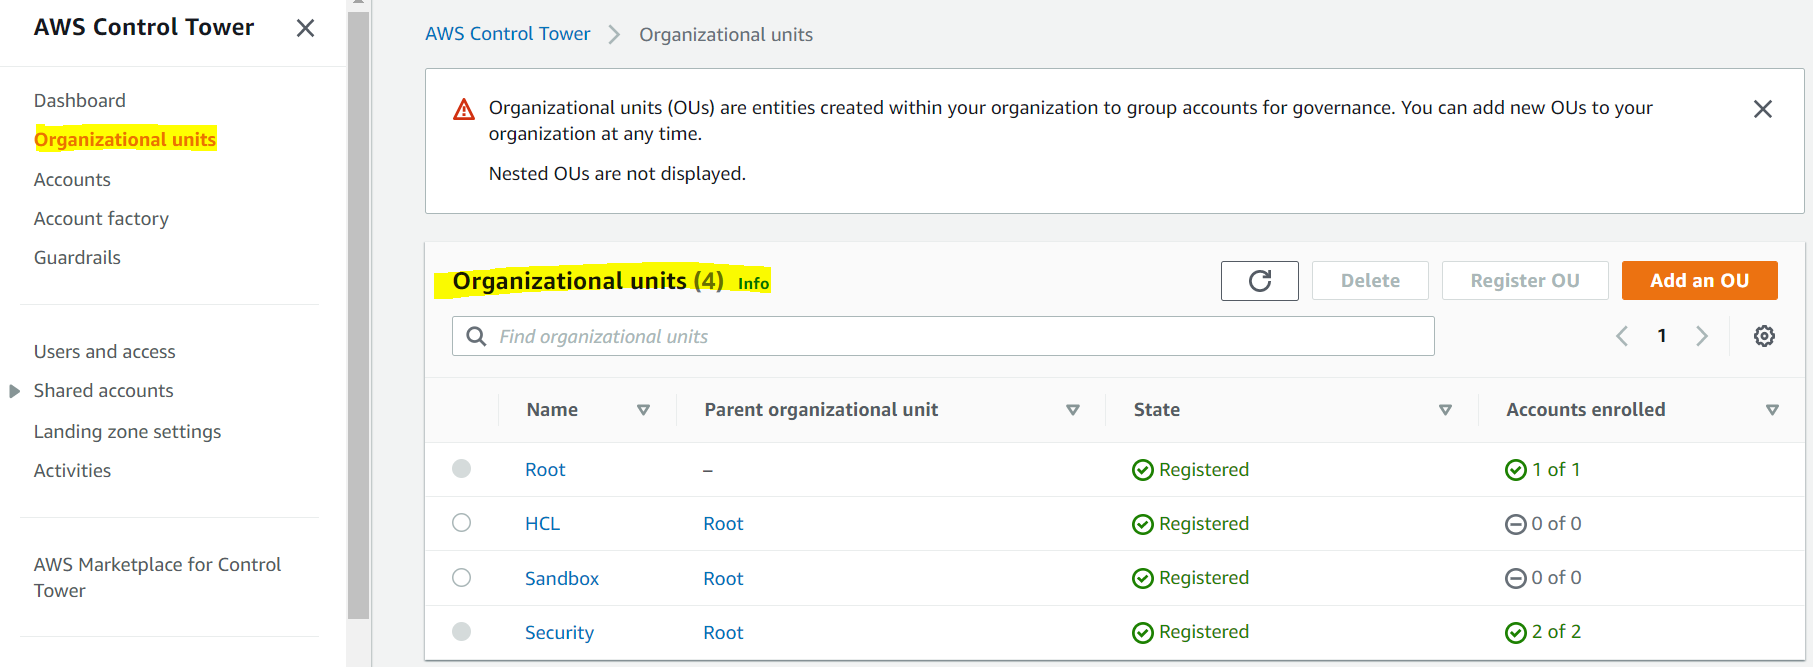 AWS Control Tower
Dashboard
Organizational units
Accounts
Account factory
Guardrails
Users and access
Shared accounts
Landing zone settings
Activities
AWS Marketplace for Control
Tower
AWS Control Tower > Organizational units
Organizational units (OUs) are entities created within your organization to group accounts for governance. You can add new OUs to your
organization at any time.
Nested OUs are not displayed.
Organizational units (4) Info
Delete
Register OU
Add an OU
Find organizational units
1
Name Parent organizational unit State Accounts enrolled
Root – Registered 1 of 1
HCL Root Registered 0 of 0
Sandbox Root Registered 0 of 0
Security Root Registered 2 of 2